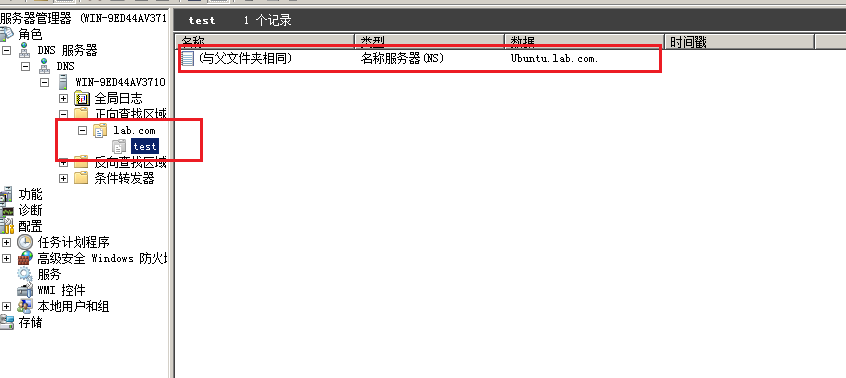 服务器管理器 (WIN-9ED44AV371
角色
DNS 服务器
DNS
WIN-9ED44AV3710
全局日志
正向查找区域
lab.com
test
反向查找区域
条件转发器
功能
诊断
配置
任务计划程序
高级安全 Windows 防火
服务
WMI 控件
本地用户和组
存储
test 1 个记录
名称 类型 数据 时间戳
(与父文件夹相同) 名称服务器(NS) Ubuntu.lab.com.